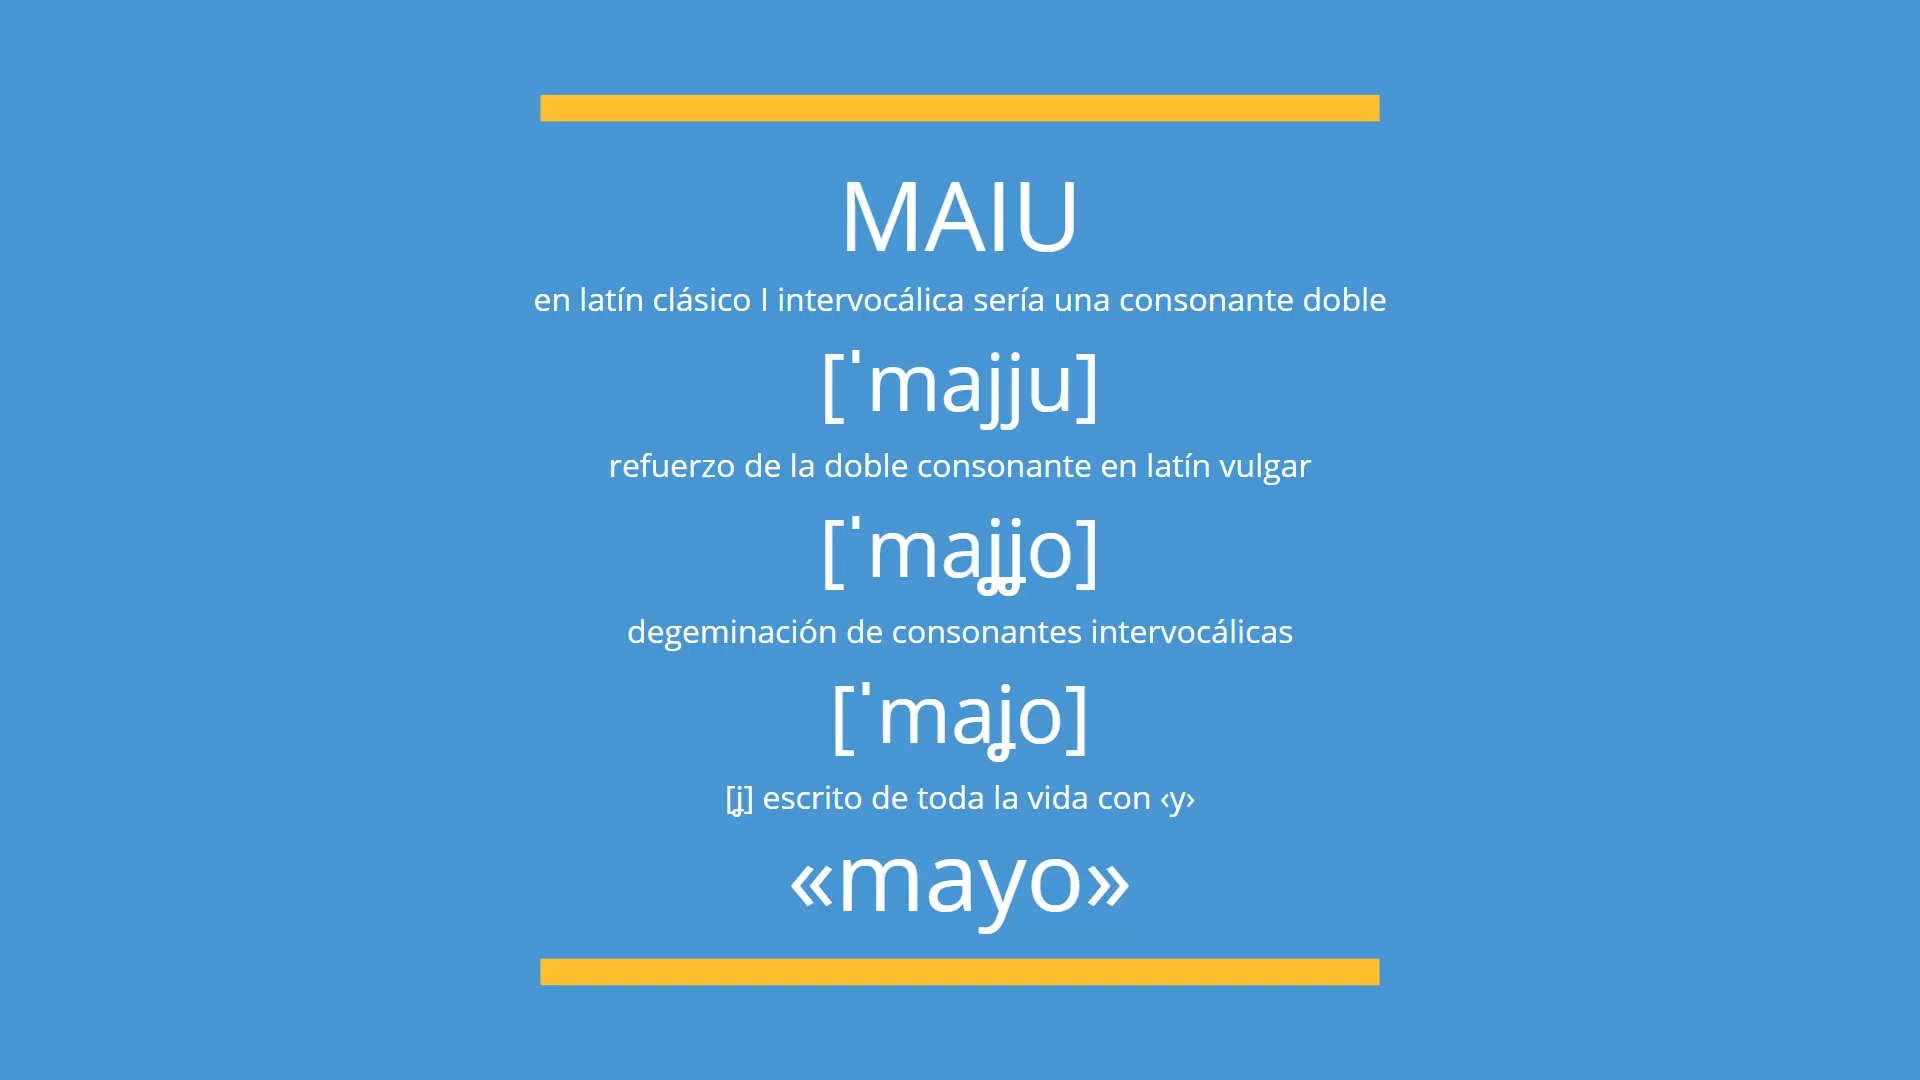 MAIU
en latín clásico I intervocálica sería una consonante doble
[ˈmajju]
refuerzo de la doble consonante en latín vulgar
[ˈmaʝʝo]
degeminación de consonantes intervocálicas
[ˈmaʝo]
[ʝ] escrito de toda la vida con ‹y›
«mayo»